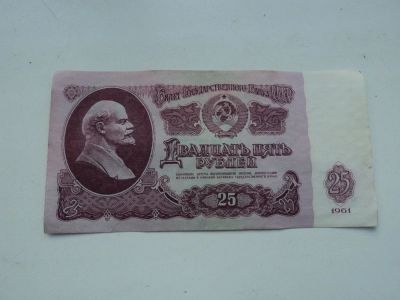 Билет Государственного Банка СССР
Двадцать пять
рублей
25
1961
25